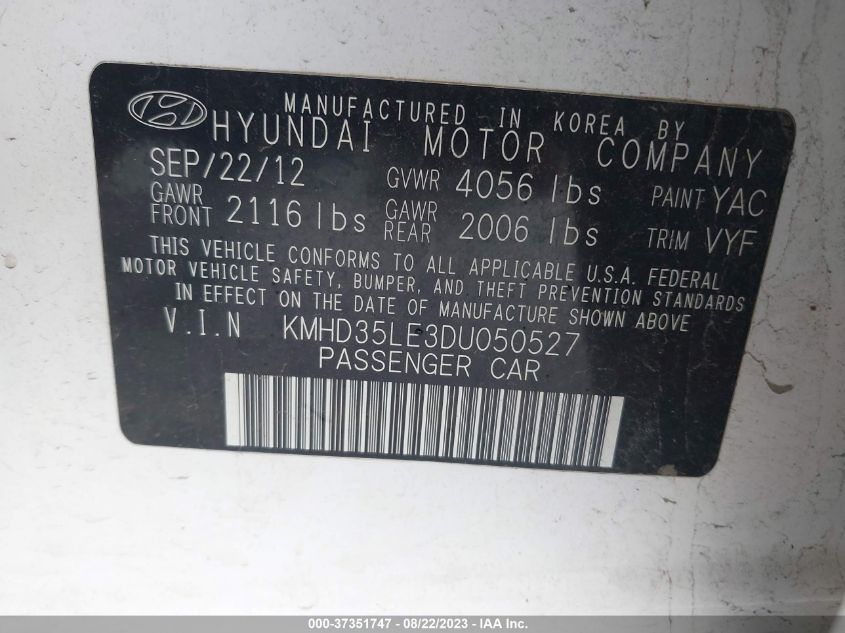 MANUFACTURED IN KOREA BY
HYUNDAI MOTOR COMPANY
SEP/22/12 GVWR 4056 lbs PAINT YAC
GAWR FRONT 2116 lbs GAWR REAR 2006 lbs TRIM VYF
THIS VEHICLE CONFORMS TO ALL APPLICABLE U.S.A. FEDERAL
MOTOR VEHICLE SAFETY, BUMPER, AND THEFT PREVENTION STANDARDS
IN EFFECT ON THE DATE OF MANUFACTURE SHOWN ABOVE
V.I.N KMHD35LE3DU050527
PASSENGER CAR
000-37351747 - 08/22/2023 - IAA Inc.